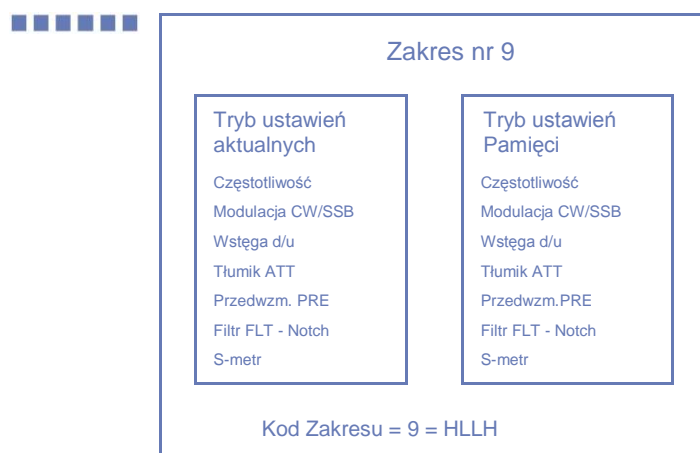 Zakres nr 9
Tryb ustawień
aktualnych
Częstotliwość
Modulacja CW/SSB
Wstęga d/u
Tłumik ATT
Przedwzm. PRE
Filtr FLT - Notch
S-metr
Tryb ustawień
Pamięci
Częstotliwość
Modulacja CW/SSB
Wstęga d/u
Tłumik ATT
Przedwzm.PRE
Filtr FLT - Notch
S-metr
Kod Zakresu = 9 = HLLH